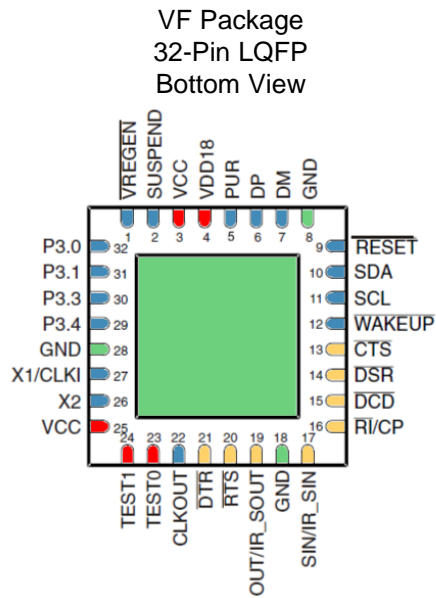 VF Package
32-Pin LQFP
Bottom View
VREGEN
SUSPEND
VCC
VDD18
PUR
DP
DM
GND
1 2 3 4 5 6 7 8
P3.0 32
P3.1 31
P3.3 30
P3.4 29
GND 28
X1/CLKI 27
X2 26
VCC 25
9 RESET
10 SDA
11 SCL
12 WAKEUP
13 CTS
14 DSR
15 DCD
16 RI/CP
24 23 22 21 20 19 18 17
TEST1
TEST0
CLKOUT
DTR
RTS
OUT/IR_SOUT
GND
SIN/IR_SIN